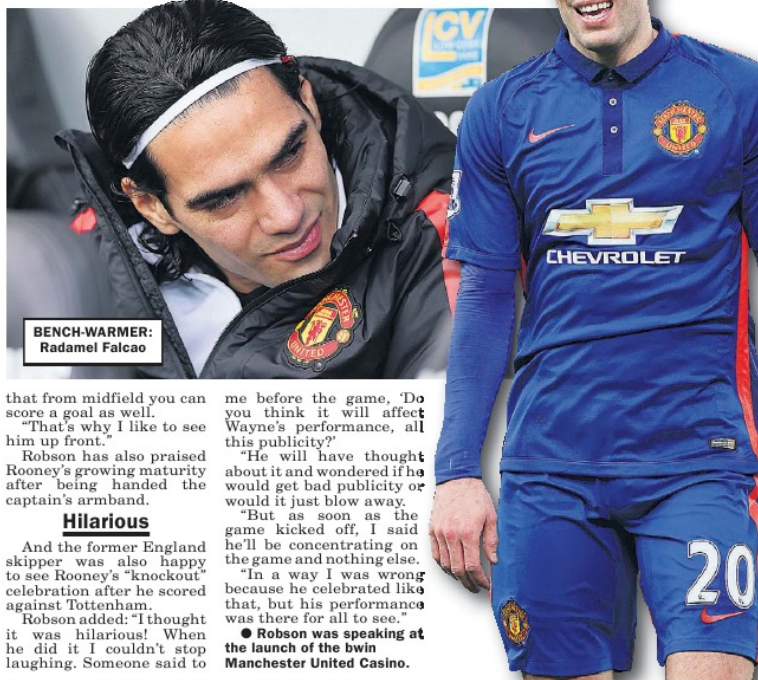 LCV
BENCH-WARMER:
Radamel Falcao
MANCHESTER
UNITED
MANCHESTER
UNITED
CHEVROLET
20
that from midfield you can
score a goal as well.
“That’s why I like to see
him up front.”
Robson has also praised
Rooney’s growing maturity
after being handed the
captain’s armband.
Hilarious
And the former England
skipper was also happy
to see Rooney’s “knockout”
celebration after he scored
against Tottenham.
Robson added: “I thought
it was hilarious! When
he did it I couldn’t stop
laughing. Someone said to
me before the game, ‘Do
you think it will affect
Wayne’s performance, all
this publicity?’
“He will have thought
about it and wondered if he
would get bad publicity or
would it just blow away.
“But as soon as the
game kicked off, I said
he’ll be concentrating on
the game and nothing else.
“In a way I was wrong
because he celebrated like
that, but his performance
was there for all to see.”
● Robson was speaking at
the launch of the bwin
Manchester United Casino.